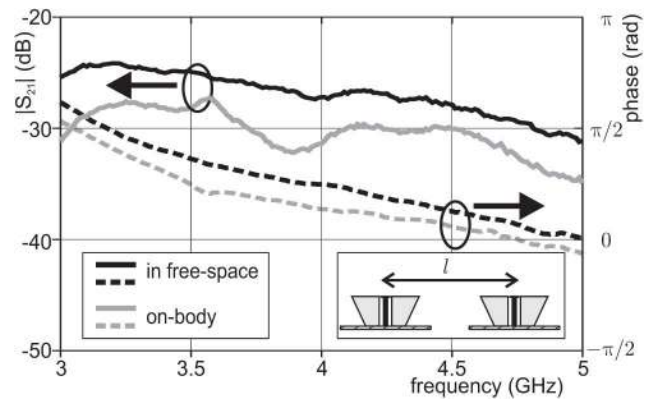 -20
-30
-40
-50
|S₂₁| (dB)
π
π/2
0
-π/2
phase (rad)
in free-space
on-body
l
3
3.5
4
4.5
5
frequency (GHz)